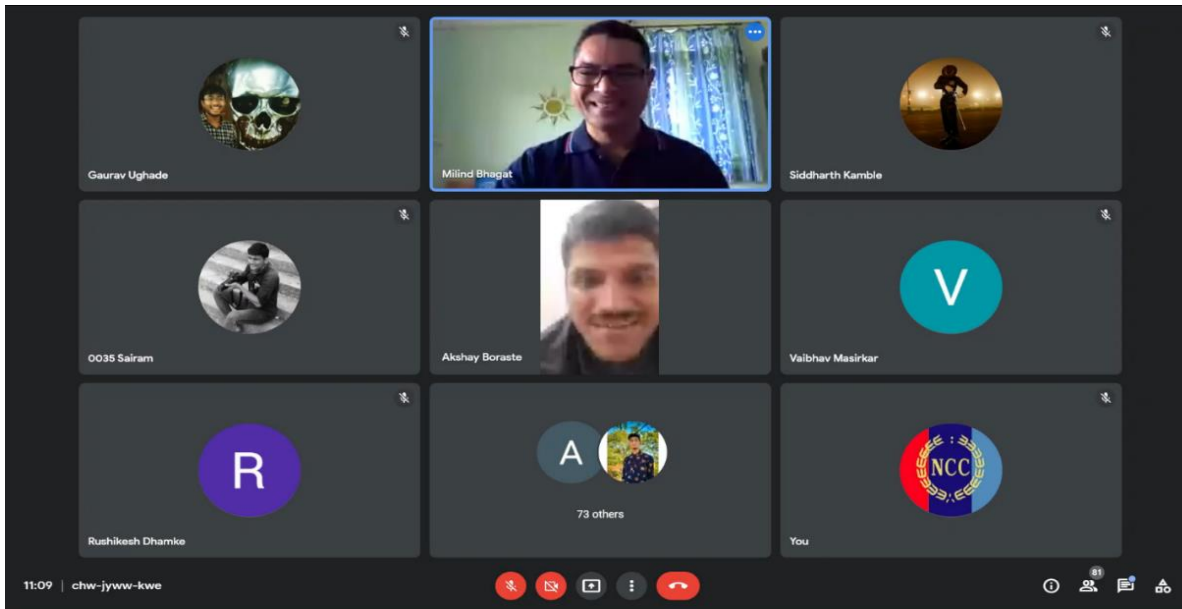 Gaurav Ughade
Milind Bhagat
Siddharth Kamble
0035 Sairam
Akshay Boraste
V
Vaibhav Masirkar
R
Rushikesh Dhamke
A
73 others
NCC
You
11:09 | chw-jyww-kwe
81